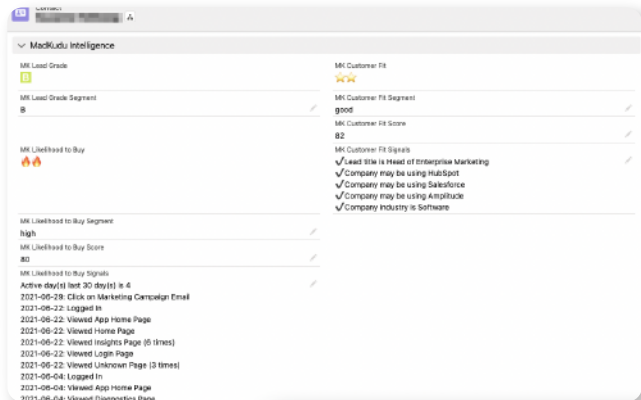 Contact
MadKudu Intelligence
MK Lead Grade
B
MK Lead Grade Segment
B
MK Likelihood to Buy
MK Likelihood to Buy Segment
high
MK Likelihood to Buy Score
80
MK Likelihood to Buy Signals
Active day(s) last 30 day(s) is 4
2021-06-29: Click on Marketing Campaign Email
2021-06-22: Logged In
2021-06-22: Viewed App Home Page
2021-06-22: Viewed Home Page
2021-06-22: Viewed Insights Page (6 times)
2021-06-22: Viewed Login Page
2021-06-22: Viewed Unknown Page (3 times)
2021-06-04: Logged In
2021-06-04: Viewed App Home Page
2021-06-04: Viewed Diagnostics Page
MK Customer Fit
MK Customer Fit Segment
good
MK Customer Fit Score
82
MK Customer Fit Signals
✓Lead title is Head of Enterprise Marketing
✓Company may be using HubSpot
✓Company may be using Salesforce
✓Company may be using Amplitude
✓Company Industry is Software